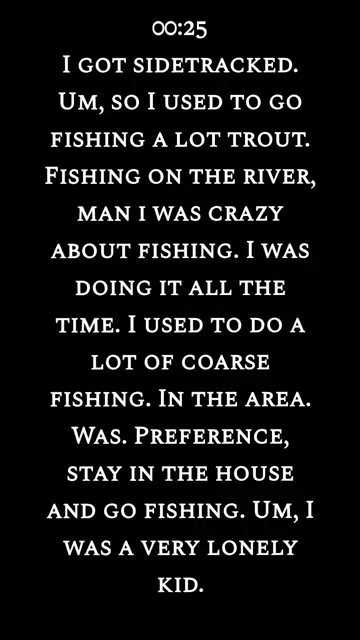 00:25
I got sidetracked.
Um, so I used to go
fishing a lot trout.
Fishing on the river,
man i was crazy
about fishing. I was
doing it all the
time. I used to do a
lot of coarse
fishing. In the area.
Was. Preference,
stay in the house
and go fishing. Um, I
was a very lonely
kid.